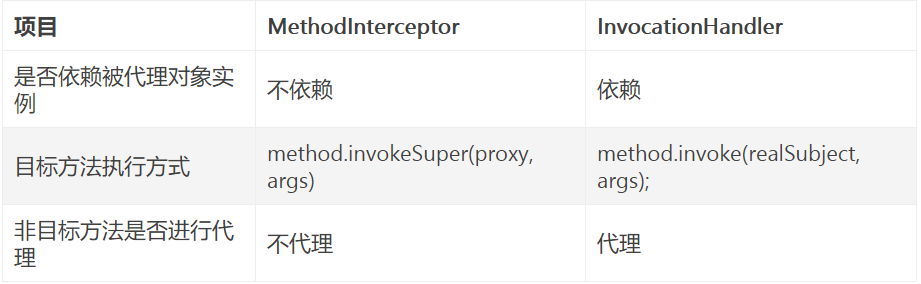 项目 MethodInterceptor InvocationHandler
是否依赖被代理对象实
例
不依赖 依赖
目标方法执行方式
method.invokeSuper(proxy,
args)
method.invoke(realSubject,
args);
非目标方法是否进行代
理
不代理 代理